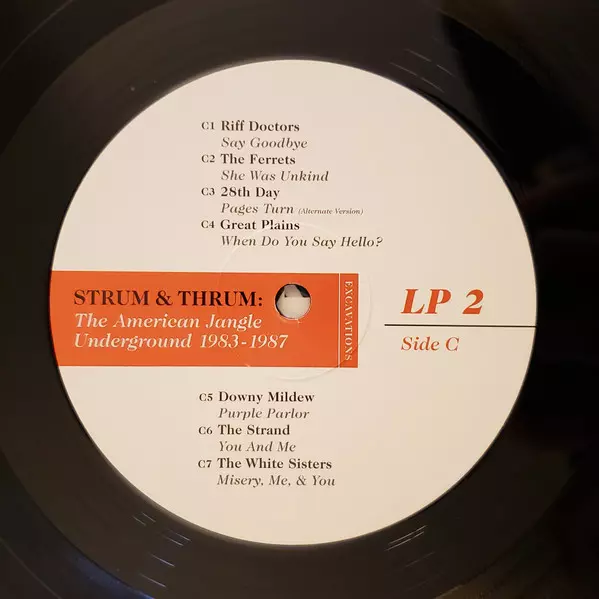 C1 Riff Doctors
Say Goodbye
C2 The Ferrets
She Was Unkind
C3 28th Day
Pages Turn (Alternate Version)
C4 Great Plains
When Do You Say Hello?
STRUM & THRUM:
The American Jangle
Underground 1983-1987
EXCAVATIONS
LP 2
Side C
C5 Downy Mildew
Purple Parlor
C6 The Strand
You And Me
C7 The White Sisters
Misery, Me, & You